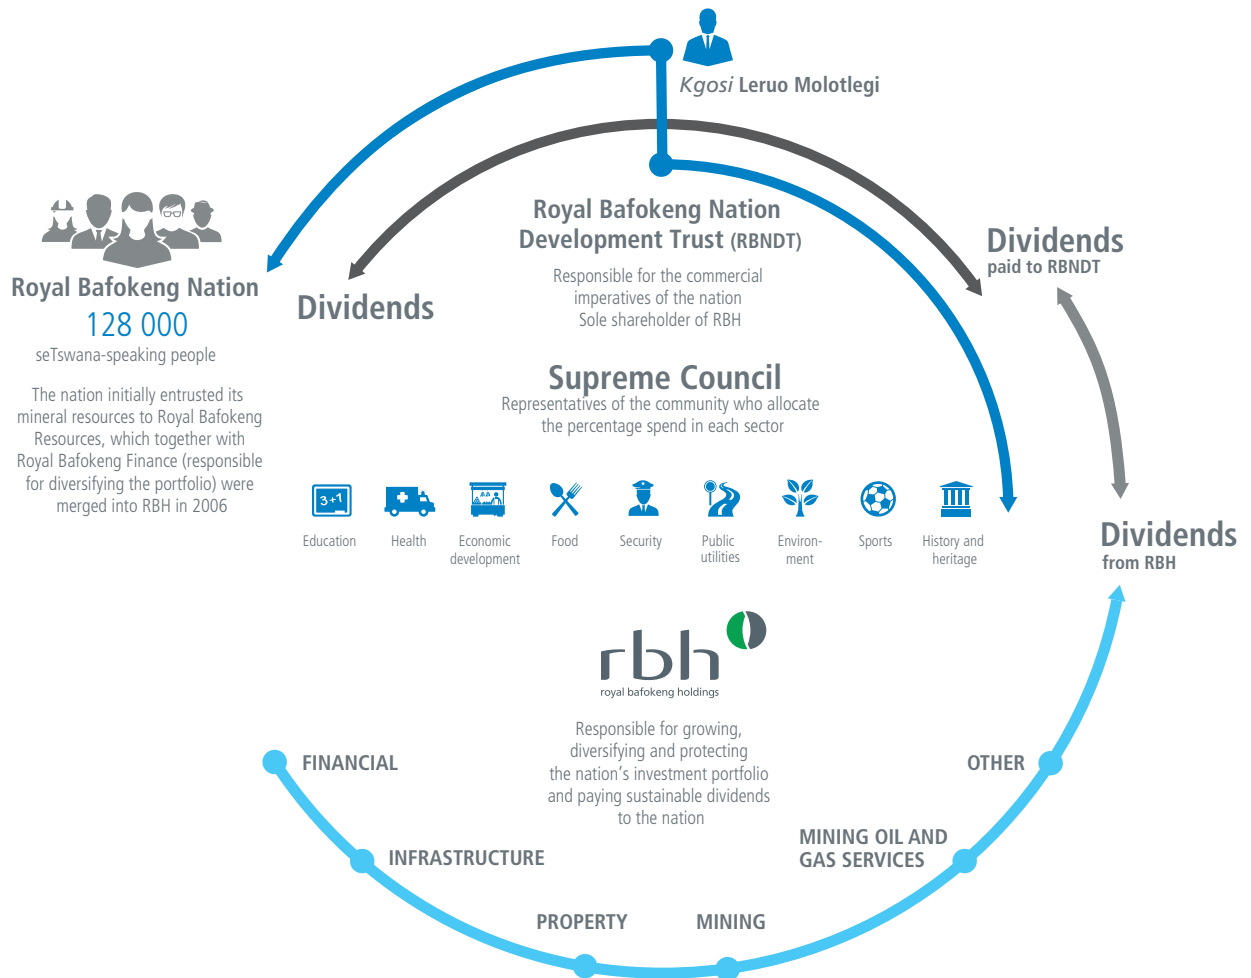 Kgosi Leruo Molotlegi
Royal Bafokeng Nation
128 000
seTswana-speaking people
The nation initially entrusted its
mineral resources to Royal Bafokeng
Resources, which together with
Royal Bafokeng Finance (responsible
for diversifying the portfolio) were
merged into RBH in 2006
Dividends
Royal Bafokeng Nation
Development Trust (RBNDT)
Responsible for the commercial
imperatives of the nation
Sole shareholder of RBH
Dividends
paid to RBNDT
Supreme Council
Representatives of the community who allocate
the percentage spend in each sector
3+1
Education
Health
Economic
development
Food
Security
Public
utilities
Environ-
ment
Sports
History and
heritage
Dividends
from RBH
rbh
royal bafokeng holdings
Responsible for growing,
diversifying and protecting
the nation's investment portfolio
and paying sustainable dividends
to the nation
FINANCIAL
INFRASTRUCTURE
PROPERTY
MINING
MINING OIL AND
GAS SERVICES
OTHER